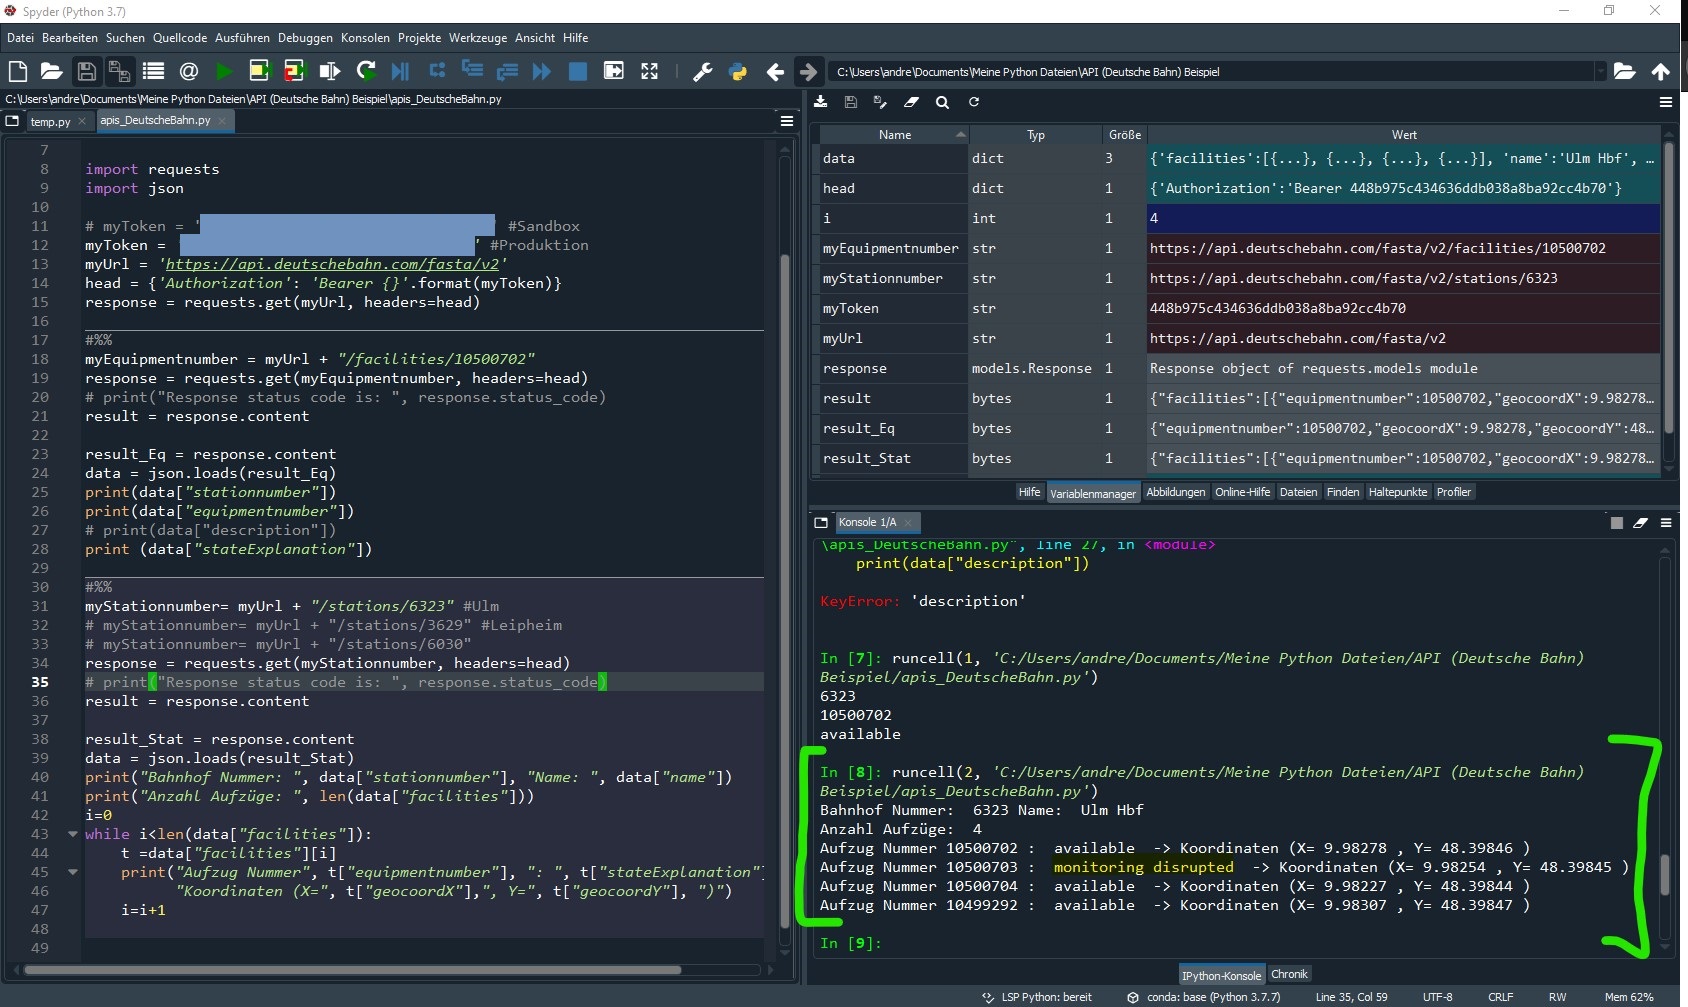 Spyder (Python 3.7)
Datei Bearbeiten Suchen Quellcode Ausführen Debuggen Konsolen Projekte Werkzeuge Ansicht Hilfe
C:\Users\andre\Documents\Meine Python Dateien\API (Deutsche Bahn) Beispiel
C:\Users\andre\Documents\Meine Python Dateien\API (Deutsche Bahn) Beispiel\apis_DeutscheBahn.py
temp.py apis_DeutscheBahn.py
7
8 import requests
9 import json
10
11 # myToken = ' ' #Sandbox
12 myToken = ' ' #Produktion
13 myUrl = 'https://api.deutschebahn.com/fasta/v2'
14 head = {'Authorization': 'Bearer {}'.format(myToken)}
15 response = requests.get(myUrl, headers=head)
16
17 #%%
18 myEquipmentnumber = myUrl + "/facilities/10500702"
19 response = requests.get(myEquipmentnumber, headers=head)
20 # print("Response status code is: ", response.status_code)
21 result = response.content
22
23 result_Eq = response.content
24 data = json.loads(result_Eq)
25 print(data["stationnumber"])
26 print(data["equipmentnumber"])
27 # print(data["description"])
28 print (data["stateExplanation"])
29
30 #%%
31 myStationnumber= myUrl + "/stations/6323" #Ulm
32 # myStationnumber= myUrl + "/stations/3629" #Leipheim
33 # myStationnumber= myUrl + "/stations/6030"
34 response = requests.get(myStationnumber, headers=head)
35 # print("Response status code is: ", response.status_code)
36 result = response.content
37
38 result_Stat = response.content
39 data = json.loads(result_Stat)
40 print("Bahnhof Nummer: ", data["stationnumber"], "Name: ", data["name"])
41 print("Anzahl Aufzüge: ", len(data["facilities"]))
42 i=0
43 while i<len(data["facilities"]):
44 t =data["facilities"][i]
45 print("Aufzug Nummer", t["equipmentnumber"], ": ", t["stateExplanation"]
46 "Koordinaten (X=", t["geocoordX"],", Y=", t["geocoordY"], ")")
47 i=i+1
48
49
Name Typ Größe Wert
data dict 3 {'facilities':[{...}, {...}, {...}, {...}], 'name':'Ulm Hbf', ...
head dict 1 {'Authorization':'Bearer 448b975c434636ddb038a8ba92cc4b70'}
i int 1 4
myEquipmentnumber str 1 https://api.deutschebahn.com/fasta/v2/facilities/10500702
myStationnumber str 1 https://api.deutschebahn.com/fasta/v2/stations/6323
myToken str 1 448b975c434636ddb038a8ba92cc4b70
myUrl str 1 https://api.deutschebahn.com/fasta/v2
response models.Response 1 Response object of requests.models module
result bytes 1 {"facilities":[{"equipmentnumber":10500702,"geocoordX":9.98278...
result_Eq bytes 1 {"equipmentnumber":10500702,"geocoordX":9.98278,"geocoordY":48...
result_Stat bytes 1 {"facilities":[{"equipmentnumber":10500702,"geocoordX":9.98278...
Hilfe Variablenmanager Abbildungen Online-Hilfe Dateien Finden Haltepunkte Profiler
Konsole 1/A
\apis_DeutscheBahn.py", line 27, in <module>
print(data["description"])
KeyError: 'description'
In [7]: runcell(1, 'C:/Users/andre/Documents/Meine Python Dateien/API (Deutsche Bahn)
Beispiel/apis_DeutscheBahn.py')
6323
10500702
available
In [8]: runcell(2, 'C:/Users/andre/Documents/Meine Python Dateien/API (Deutsche Bahn)
Beispiel/apis_DeutscheBahn.py')
Bahnhof Nummer: 6323 Name: Ulm Hbf
Anzahl Aufzüge: 4
Aufzug Nummer 10500702 : available -> Koordinaten (X= 9.98278 , Y= 48.39846 )
Aufzug Nummer 10500703 : monitoring disrupted -> Koordinaten (X= 9.98254 , Y= 48.39845 )
Aufzug Nummer 10500704 : available -> Koordinaten (X= 9.98227 , Y= 48.39844 )
Aufzug Nummer 10499292 : available -> Koordinaten (X= 9.98307 , Y= 48.39847 )
In [9]:
IPython-Konsole Chronik
LSP Python: bereit conda: base (Python 3.7.7) Line 35, Col 59 UTF-8 CRLF RW Mem 62%